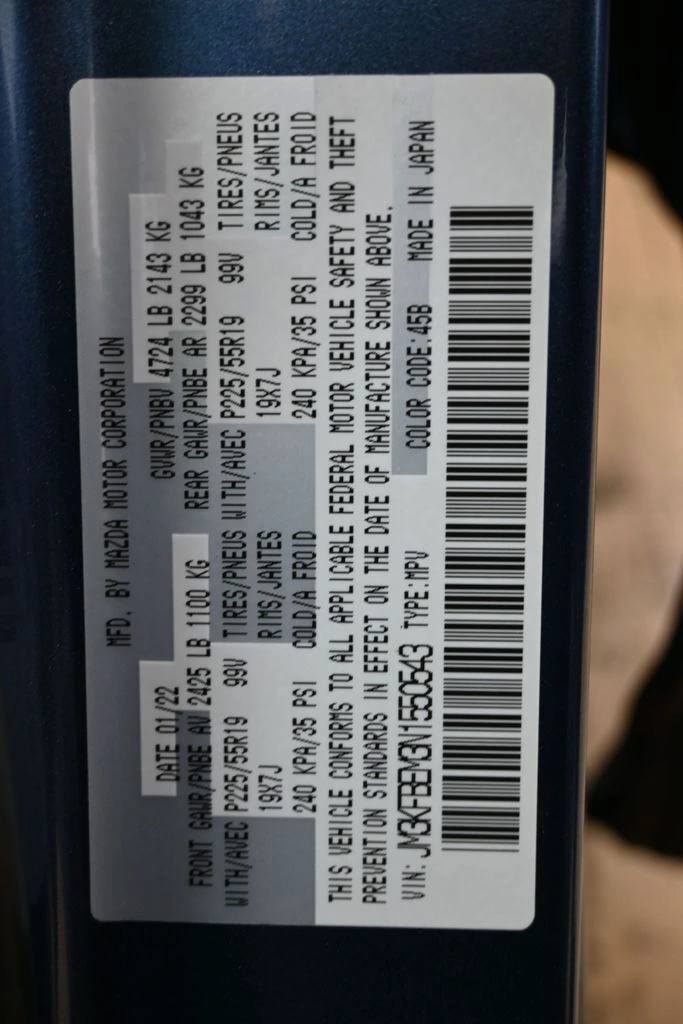 MFD. BY MAZDA MOTOR CORPORATION
DATE 01/22 GVWR/PNBV 4724 LB 2143 KG
FRONT GAWR/PNBE AV 2425 LB 1100 KG REAR GAWR/PNBE AR 2299 LB 1043 KG
WITH/AVEC P225/55R19 99V TIRES/PNEUS WITH/AVEC P225/55R19 99V TIRES/PNEUS
19X7J RIMS/JANTES 19X7J RIMS/JANTES
240 KPA/35 PSI COLD/A FROID 240 KPA/35 PSI COLD/A FROID
THIS VEHICLE CONFORMS TO ALL APPLICABLE FEDERAL MOTOR VEHICLE SAFETY AND THEFT
PREVENTION STANDARDS IN EFFECT ON THE DATE OF MANUFACTURE SHOWN ABOVE.
VIN: JM3KFBEM3N1550543 TYPE:MPV COLOR CODE:45B MADE IN JAPAN